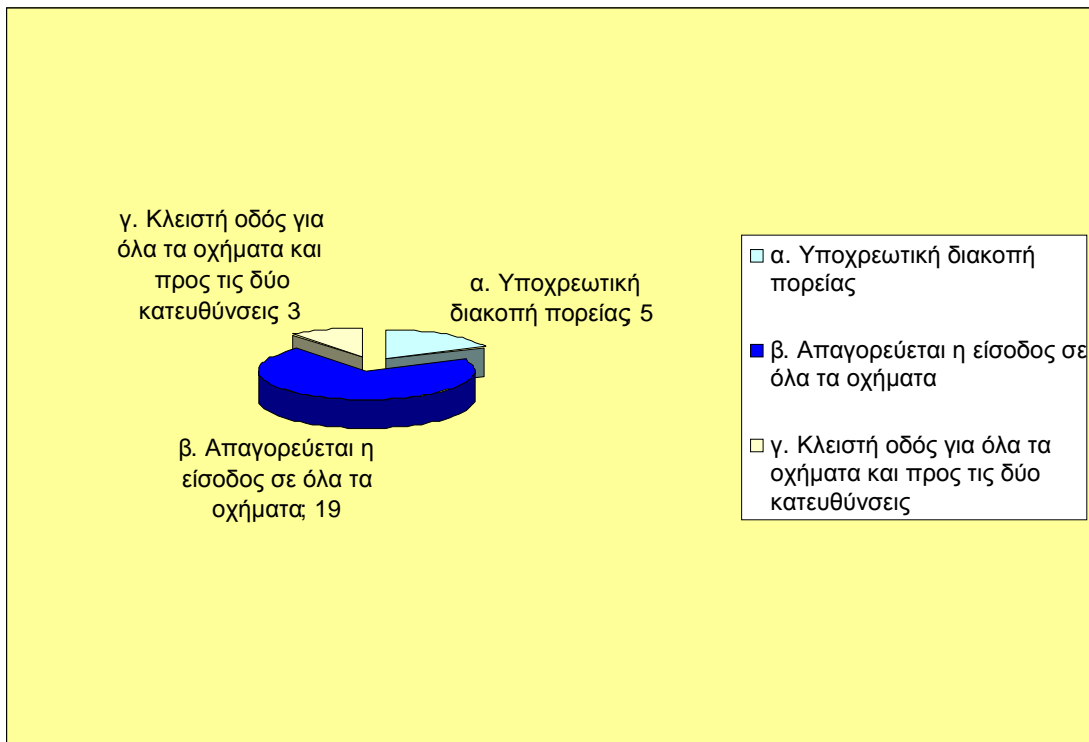 γ. Κλειστή οδός για
όλα τα οχήματα και
προς τις δύο
κατευθύνσεις 3
α. Υποχρεωτική
διακοπή πορείας 5
β. Απαγορεύεται η
είσοδος σε όλα τα
οχήματα; 19
α. Υποχρεωτική διακοπή
πορείας
β. Απαγορεύεται η είσοδος σε
όλα τα οχήματα
γ. Κλειστή οδός για όλα τα
οχήματα και προς τις δύο
κατευθύνσεις